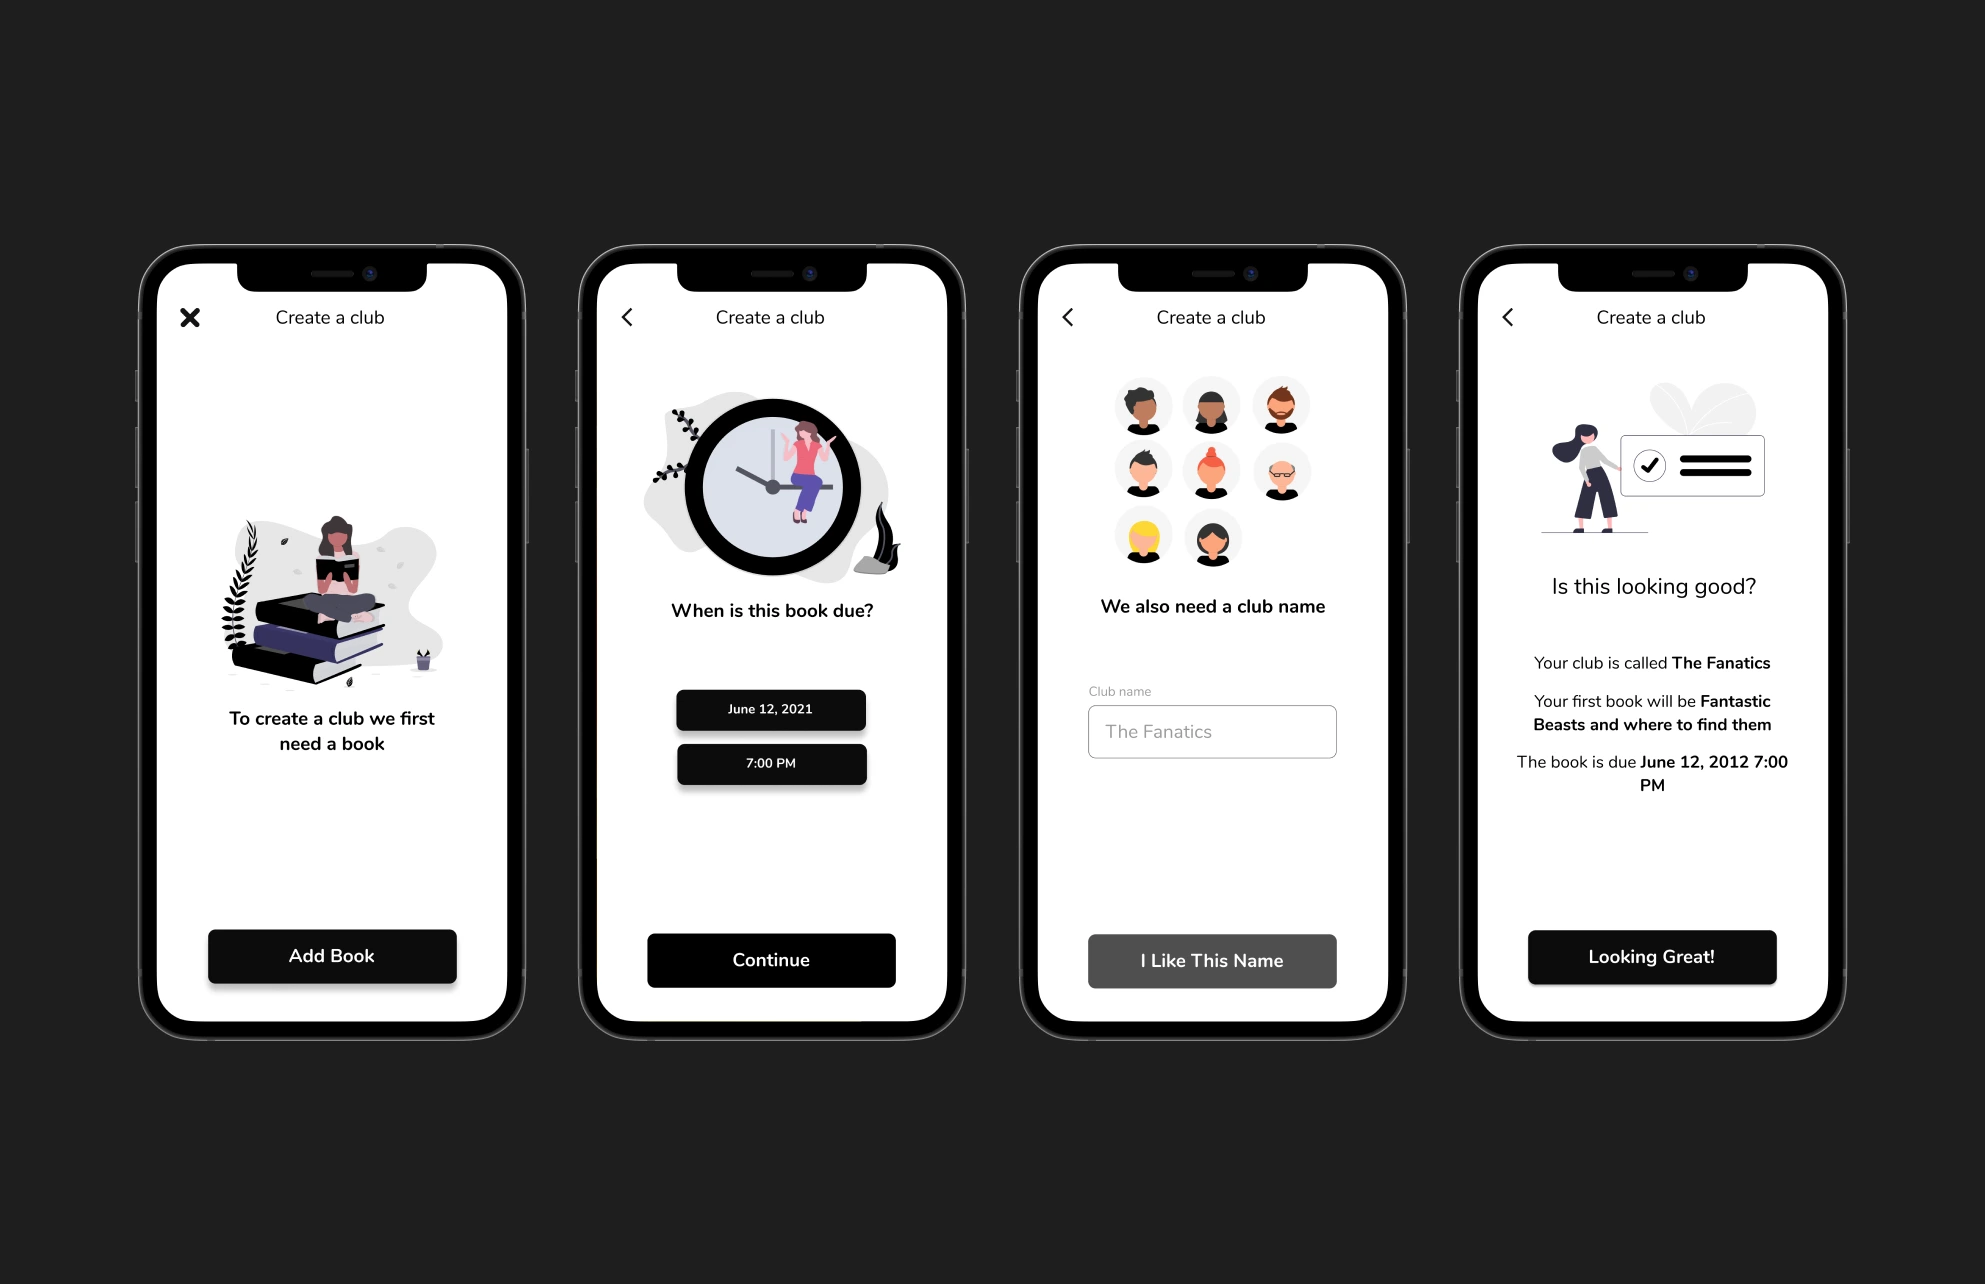 Create a club
To create a club we first
need a book
Add Book
Create a club
When is this book due?
June 12, 2021
7:00 PM
Continue
Create a club
We also need a club name
Club name
The Fanatics
I Like This Name
Create a club
Is this looking good?
Your club is called The Fanatics
Your first book will be Fantastic
Beasts and where to find them
The book is due June 12, 2012 7:00
PM
Looking Great!